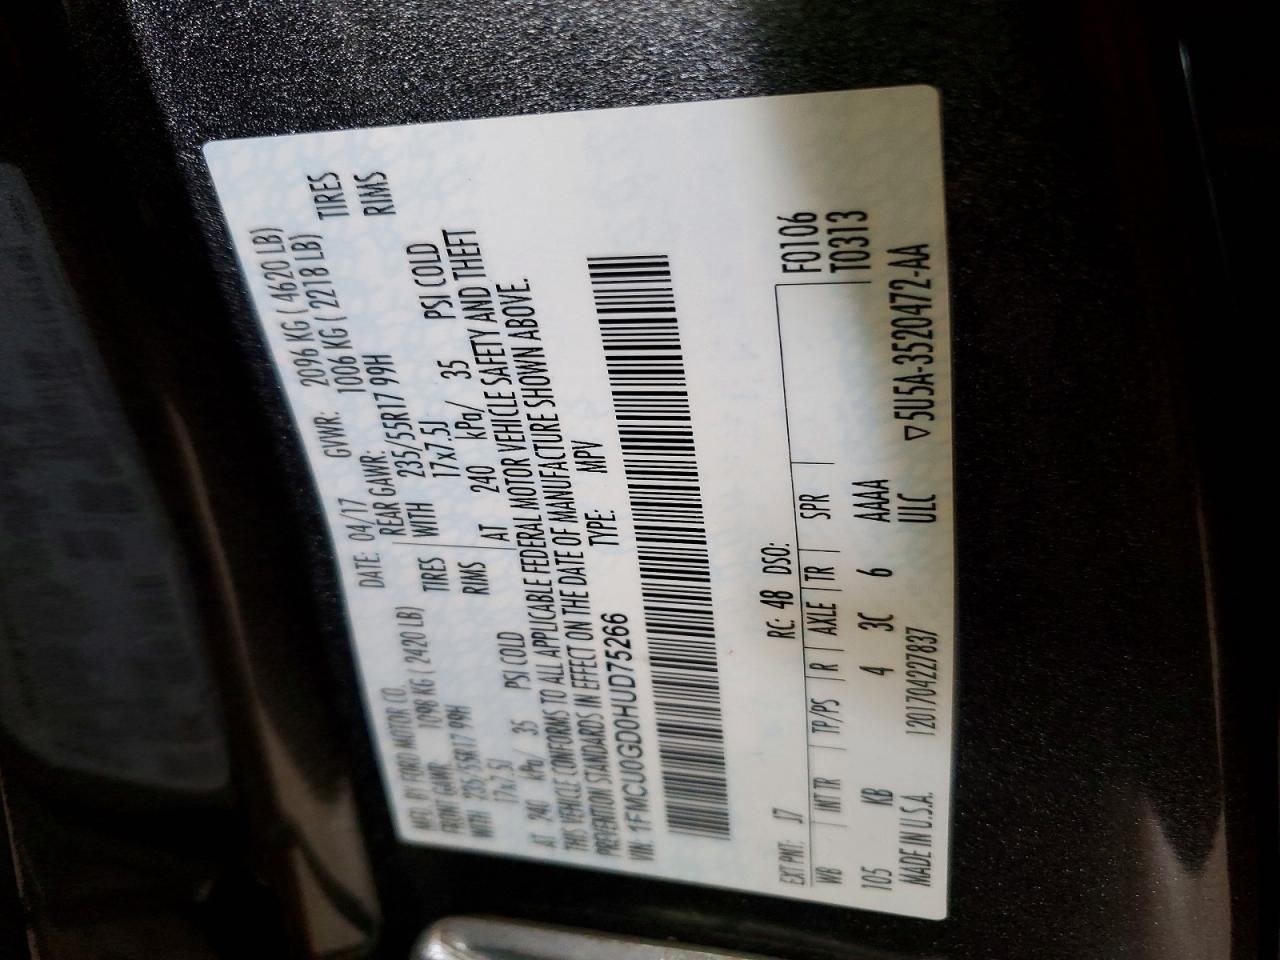 MFD. BY FORD MOTOR CO. DATE: 04/17 GVWR: 2096 KG ( 4620 LB)
FRONT GAWR: 1098 KG ( 2420 LB) REAR GAWR: 1006 KG ( 2218 LB)
WITH 235/55R17 99H TIRES WITH 235/55R17 99H TIRES
17x7.5J RIMS 17x7.5J RIMS
AT 240 kPa/ 35 PSI COLD AT 240 kPa/ 35 PSI COLD
THIS VEHICLE CONFORMS TO ALL APPLICABLE FEDERAL MOTOR VEHICLE SAFETY AND THEFT
PREVENTION STANDARDS IN EFFECT ON THE DATE OF MANUFACTURE SHOWN ABOVE.
VIN: 1FMCU0GD0HUD75266 TYPE: MPV
EXT PNT: J7 RC: 48 DSO: F0106
WB INT TR TP/PS R AXLE TR SPR T0313
105 KB 4 3C 6 AAAA
MADE IN U.S.A. 1201704227837 ULC ▽5U5A-3520472-AA